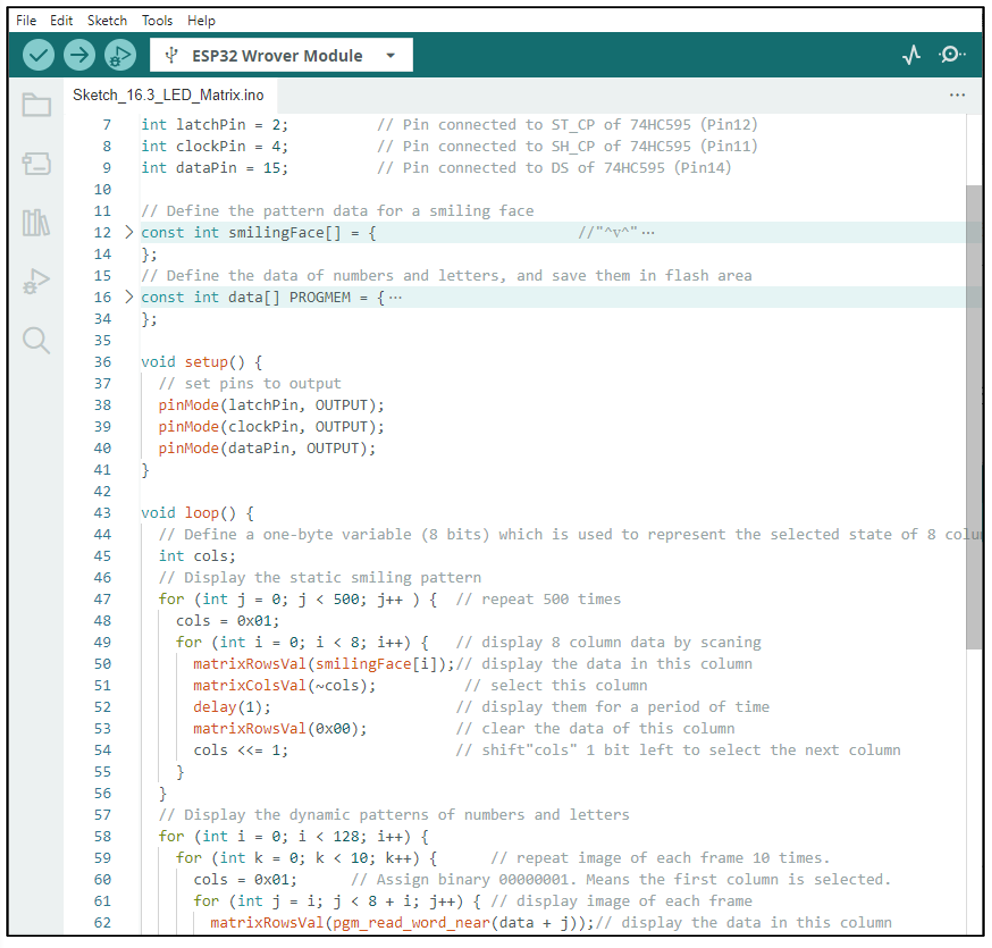 File Edit Sketch Tools Help
ESP32 Wrover Module
Sketch_16.3_LED_Matrix.ino
7 int latchPin = 2; // Pin connected to ST_CP of 74HC595 (Pin12)
8 int clockPin = 4; // Pin connected to SH_CP of 74HC595 (Pin11)
9 int dataPin = 15; // Pin connected to DS of 74HC595 (Pin14)
10
11 // Define the pattern data for a smiling face
12 const int smilingFace[] = { //"^v^"···
14 };
15 // Define the data of numbers and letters, and save them in flash area
16 const int data[] PROGMEM = {···
34 };
35
36 void setup() {
37 // set pins to output
38 pinMode(latchPin, OUTPUT);
39 pinMode(clockPin, OUTPUT);
40 pinMode(dataPin, OUTPUT);
41 }
42
43 void loop() {
44 // Define a one-byte variable (8 bits) which is used to represent the selected state of 8 colu
45 int cols;
46 // Display the static smiling pattern
47 for (int j = 0; j < 500; j++ ) { // repeat 500 times
48 cols = 0x01;
49 for (int i = 0; i < 8; i++) { // display 8 column data by scaning
50 matrixRowsVal(smilingFace[i]);// display the data in this column
51 matrixColsVal(~cols); // select this column
52 delay(1); // display them for a period of time
53 matrixRowsVal(0x00); // clear the data of this column
54 cols <<= 1; // shift"cols" 1 bit left to select the next column
55 }
56 }
57 // Display the dynamic patterns of numbers and letters
58 for (int i = 0; i < 128; i++) {
59 for (int k = 0; k < 10; k++) { // repeat image of each frame 10 times.
60 cols = 0x01; // Assign binary 00000001. Means the first column is selected.
61 for (int j = i; j < 8 + i; j++) { // display image of each frame
62 matrixRowsVal(pgm_read_word_near(data + j));// display the data in this column